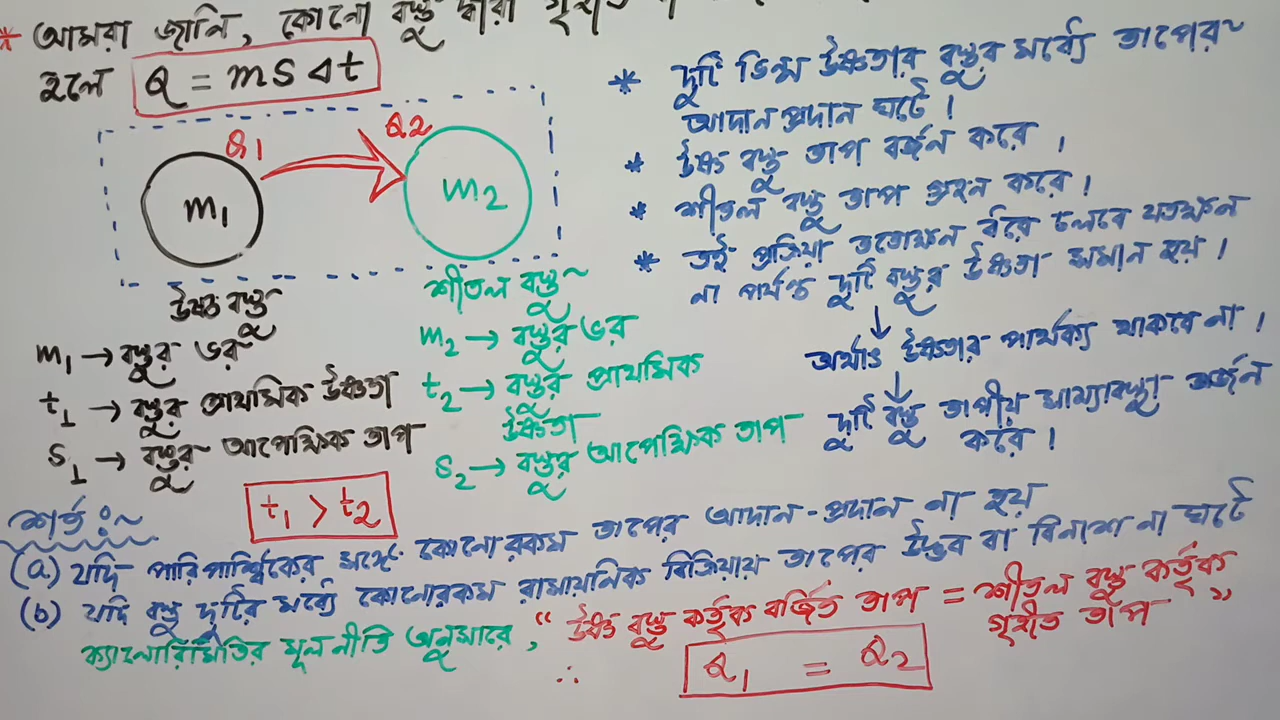 * আমরা জানি, কোনো বস্তু দ্বারা গৃহীত
হলে Q = msΔt
Q1 Q2
m1 m2
উষ্ণ বস্তু
m1 → বস্তুর ভর
t1 → বস্তুর প্রাথমিক উষ্ণতা
S1 → বস্তুর আপেক্ষিক তাপ
শীতল বস্তু
m2 → বস্তুর ভর
t2 → বস্তুর প্রাথমিক
উষ্ণতা
S2 → বস্তুর আপেক্ষিক তাপ
t1 > t2
* দুটি ভিন্ন উষ্ণতার বস্তুর মধ্যে তাপের
আদান প্রদান ঘটে।
* উষ্ণ বস্তু তাপ বর্জন করে।
* শীতল বস্তু তাপ গ্রহন করে।
* এই প্রক্রিয়া ততোক্ষন ধরে চলবে যতক্ষন
না পর্যন্ত দুটি বস্তুর উষ্ণতা সমান হয়।
↓
অর্থাৎ উষ্ণতার পার্থক্য থাকবে না।
↓
দুটি বস্তু তাপীয় সাম্যাবস্থা অর্জন
করে।
শর্ত :~
(a) যদি পারিপার্শ্বিকের সঙ্গে কোনোরকম তাপের আদান-প্রদান না হয়
(b) যদি বস্তু দুটির মধ্যে কোনোরকম রাসায়নিক বিক্রিয়ায় তাপের উদ্ভব বা বিনাশ না ঘটে
ক্যালোরিমিতির মূলনীতি অনুসারে, “উষ্ণ বস্তু কর্তৃক বর্জিত তাপ = শীতল বস্তু কর্তৃক
গৃহীত তাপ”
∴ Q1 = Q2